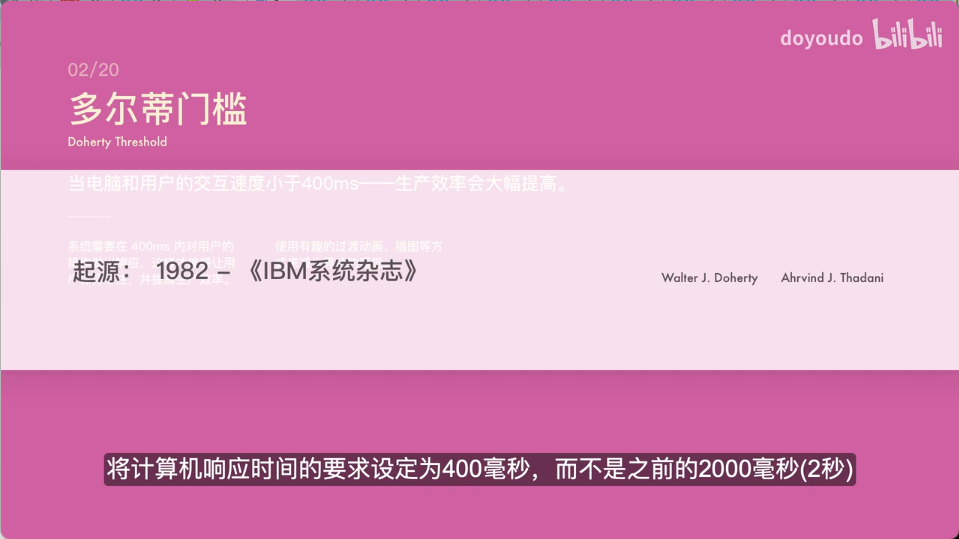 doyoudo bilibili
02/20
多尔蒂门槛
Doherty Threshold
当电脑和用户的交互速度小于400ms——生产效率会大幅提高。
系统需要在 400ms 内对用户的
使用有趣的过渡动画、插图等方
起源： 1982 – 《IBM系统杂志》
Walter J. Doherty Ahrvind J. Thadani
将计算机响应时间的要求设定为400毫秒，而不是之前的2000毫秒(2秒)